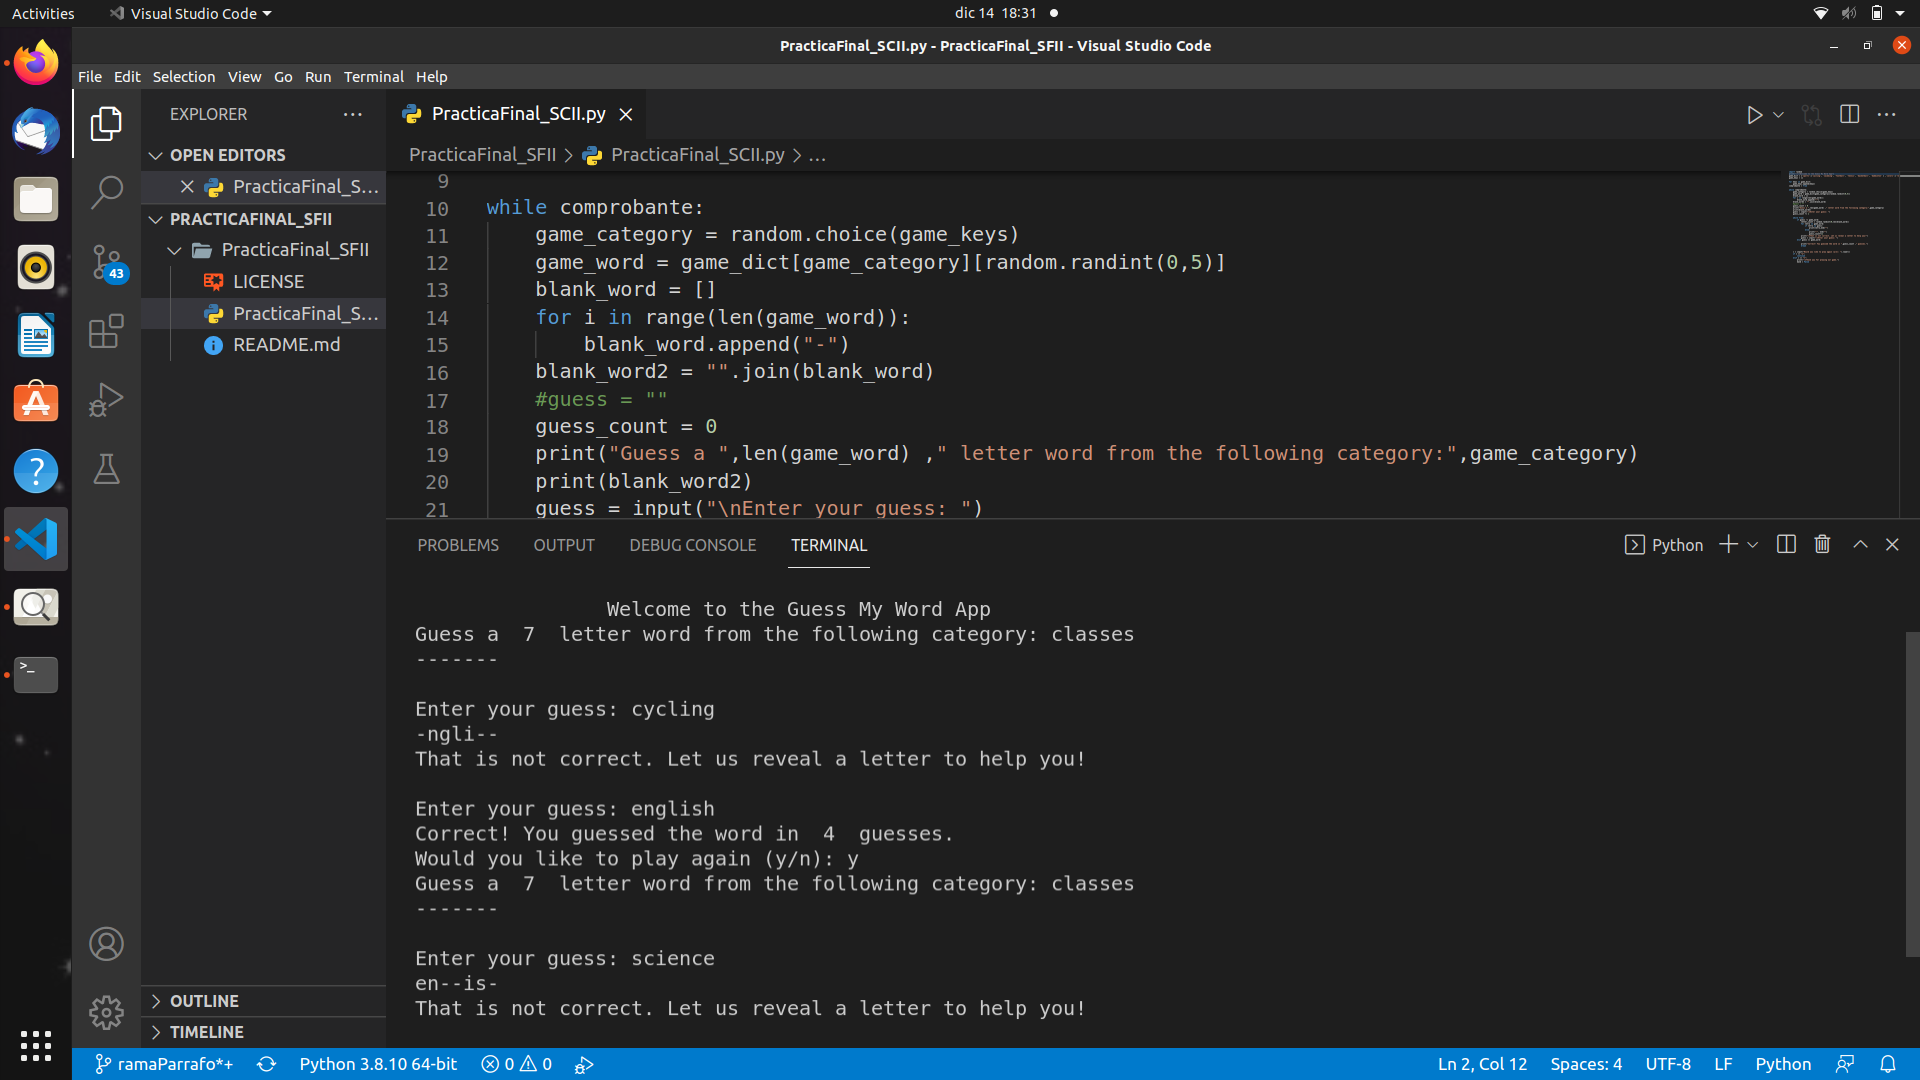 Activities
Visual Studio Code
dic 14 18:31
PracticaFinal_SCII.py - PracticaFinal_SFII - Visual Studio Code
File Edit Selection View Go Run Terminal Help
EXPLORER
OPEN EDITORS
PracticaFinal_S...
PRACTICAFINAL_SFII
PracticaFinal_SFII
LICENSE
PracticaFinal_S...
README.md
43
OUTLINE
TIMELINE
PracticaFinal_SCII.py
PracticaFinal_SFII > PracticaFinal_SCII.py > ...
9
10 while comprobante:
11 game_category = random.choice(game_keys)
12 game_word = game_dict[game_category][random.randint(0,5)]
13 blank_word = []
14 for i in range(len(game_word)):
15 blank_word.append("-")
16 blank_word2 = "".join(blank_word)
17 #guess = ""
18 guess_count = 0
19 print("Guess a ",len(game_word) ," letter word from the following category:",game_category)
20 print(blank_word2)
21 guess = input("\nEnter your guess: ")
PROBLEMS OUTPUT DEBUG CONSOLE TERMINAL
Python
Welcome to the Guess My Word App
Guess a  7  letter word from the following category: classes
-------
Enter your guess: cycling
-ngli--
That is not correct. Let us reveal a letter to help you!
Enter your guess: english
Correct! You guessed the word in  4  guesses.
Would you like to play again (y/n): y
Guess a  7  letter word from the following category: classes
-------
Enter your guess: science
en--is-
That is not correct. Let us reveal a letter to help you!
ramaParrafo*+
Python 3.8.10 64-bit
0 0
Ln 2, Col 12
Spaces: 4
UTF-8
LF
Python